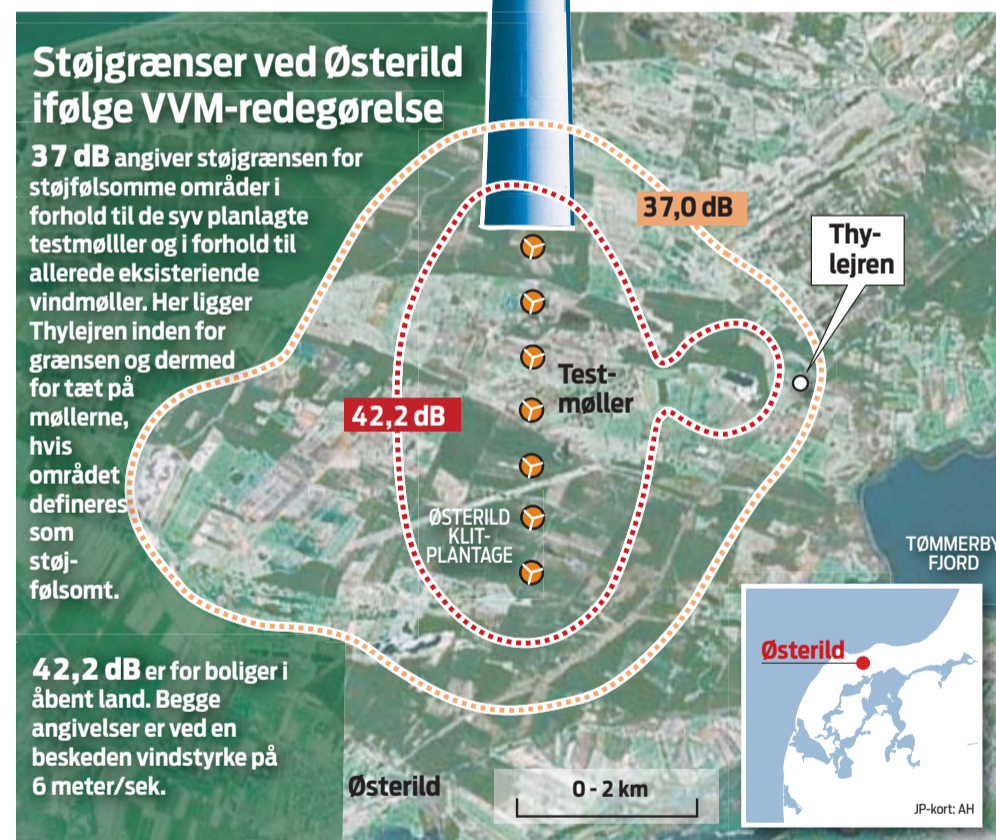 Støjgrænser ved Østerild
ifølge VVM-redegørelse
37 dB angiver støjgrænsen for
støjfølsomme områder i
forhold til de syv planlagte
testmølller og i forhold til
allerede eksisteriende
vindmøller. Her ligger
Thylejren inden for
grænsen og dermed
for tæt på
møllerne,
hvis
området
defineres
som
støj-
følsomt.
42,2 dB er for boliger i
åbent land. Begge
angivelser er ved en
beskeden vindstyrke på
6 meter/sek.
37,0 dB
Thy-
lejren
Test-
møller
42,2 dB
ØSTERILD
KLIT-
PLANTAGE
TØMMERBY
FJORD
Østerild
Østerild
0 - 2 km
JP-kort: AH